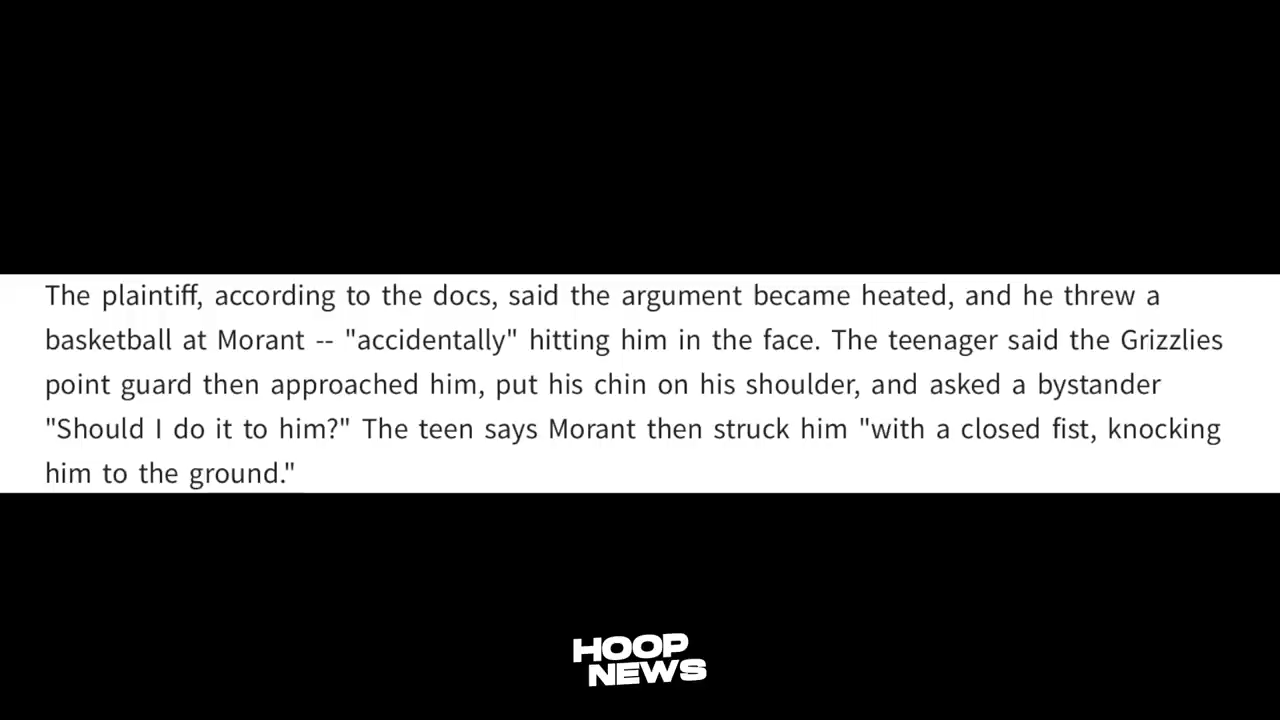 The plaintiff, according to the docs, said the argument became heated, and he threw a
basketball at Morant -- "accidentally" hitting him in the face. The teenager said the Grizzlies
point guard then approached him, put his chin on his shoulder, and asked a bystander
"Should I do it to him?" The teen says Morant then struck him "with a closed fist, knocking
him to the ground."
HOOP
NEWS